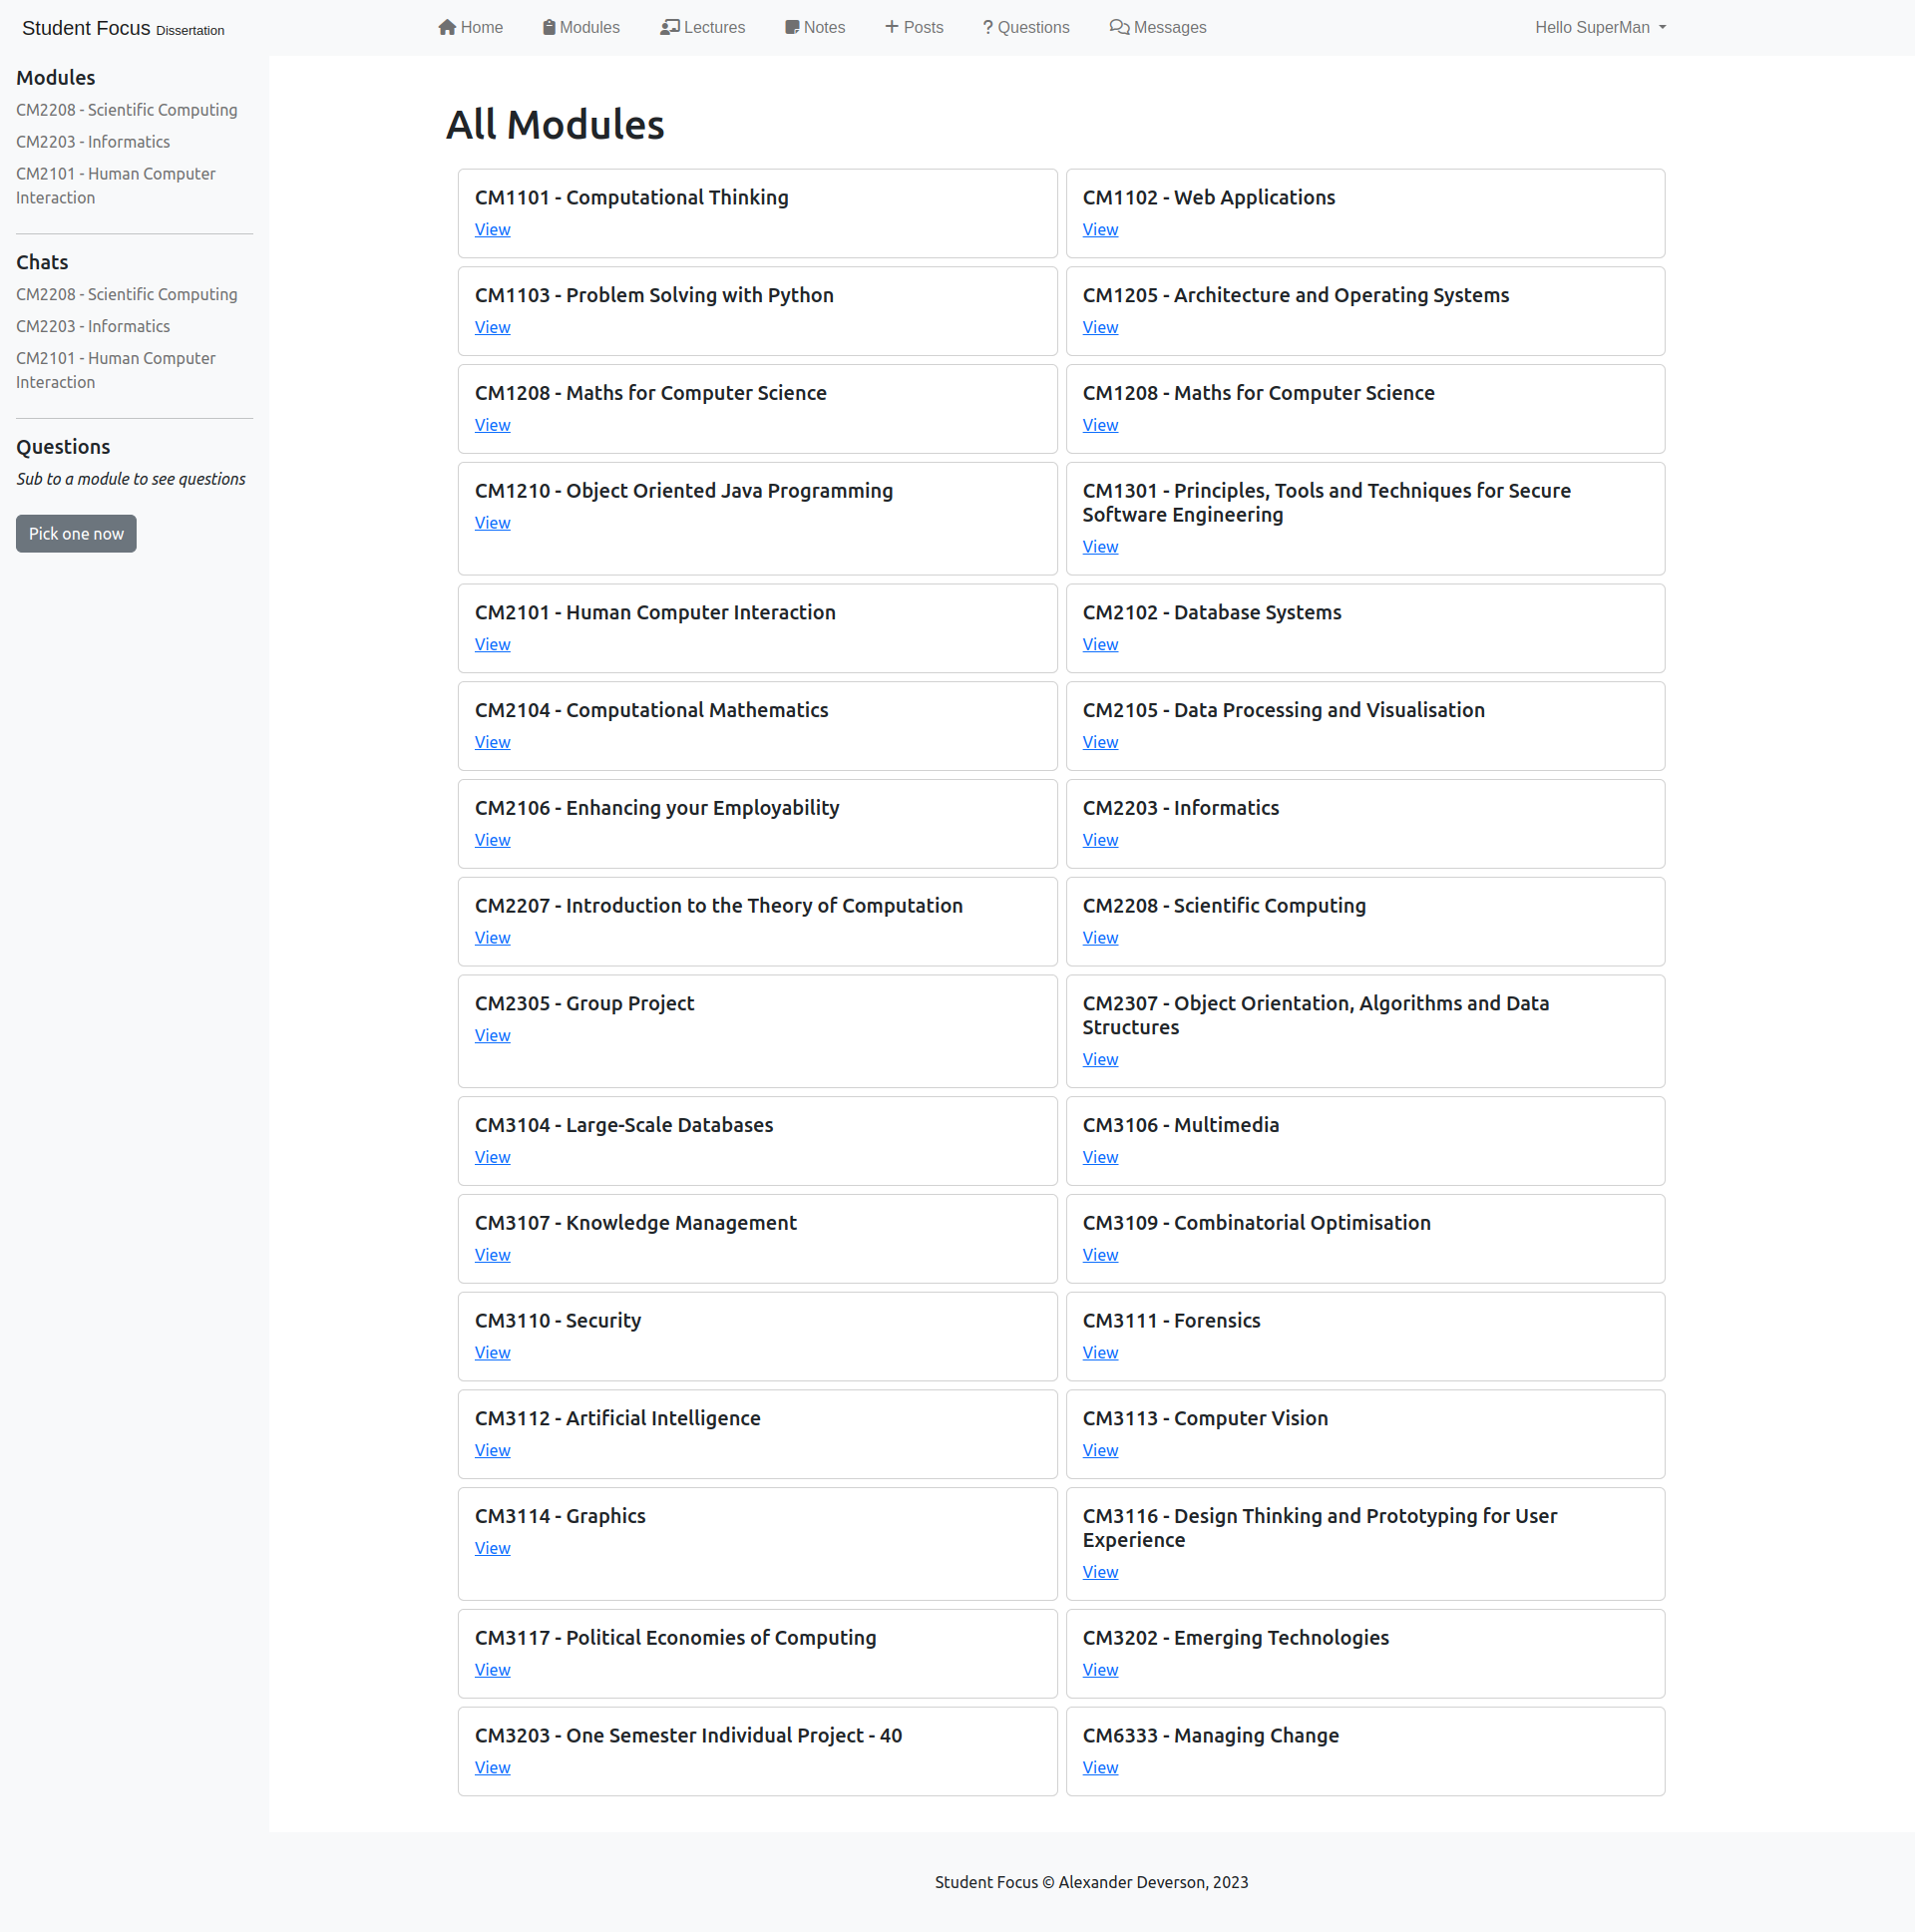 Student Focus Dissertation
Home
Modules
Lectures
Notes
Posts
? Questions
Messages
Hello SuperMan
Modules
CM2208 - Scientific Computing
CM2203 - Informatics
CM2101 - Human Computer
Interaction
Chats
CM2208 - Scientific Computing
CM2203 - Informatics
CM2101 - Human Computer
Interaction
Questions
Sub to a module to see questions
Pick one now
All Modules
CM1101 - Computational Thinking
View
CM1102 - Web Applications
View
CM1103 - Problem Solving with Python
View
CM1205 - Architecture and Operating Systems
View
CM1208 - Maths for Computer Science
View
CM1208 - Maths for Computer Science
View
CM1210 - Object Oriented Java Programming
View
CM1301 - Principles, Tools and Techniques for Secure
Software Engineering
View
CM2101 - Human Computer Interaction
View
CM2102 - Database Systems
View
CM2104 - Computational Mathematics
View
CM2105 - Data Processing and Visualisation
View
CM2106 - Enhancing your Employability
View
CM2203 - Informatics
View
CM2207 - Introduction to the Theory of Computation
View
CM2208 - Scientific Computing
View
CM2305 - Group Project
View
CM2307 - Object Orientation, Algorithms and Data
Structures
View
CM3104 - Large-Scale Databases
View
CM3106 - Multimedia
View
CM3107 - Knowledge Management
View
CM3109 - Combinatorial Optimisation
View
CM3110 - Security
View
CM3111 - Forensics
View
CM3112 - Artificial Intelligence
View
CM3113 - Computer Vision
View
CM3114 - Graphics
View
CM3116 - Design Thinking and Prototyping for User
Experience
View
CM3117 - Political Economies of Computing
View
CM3202 - Emerging Technologies
View
CM3203 - One Semester Individual Project - 40
View
CM6333 - Managing Change
View
Student Focus © Alexander Deverson, 2023